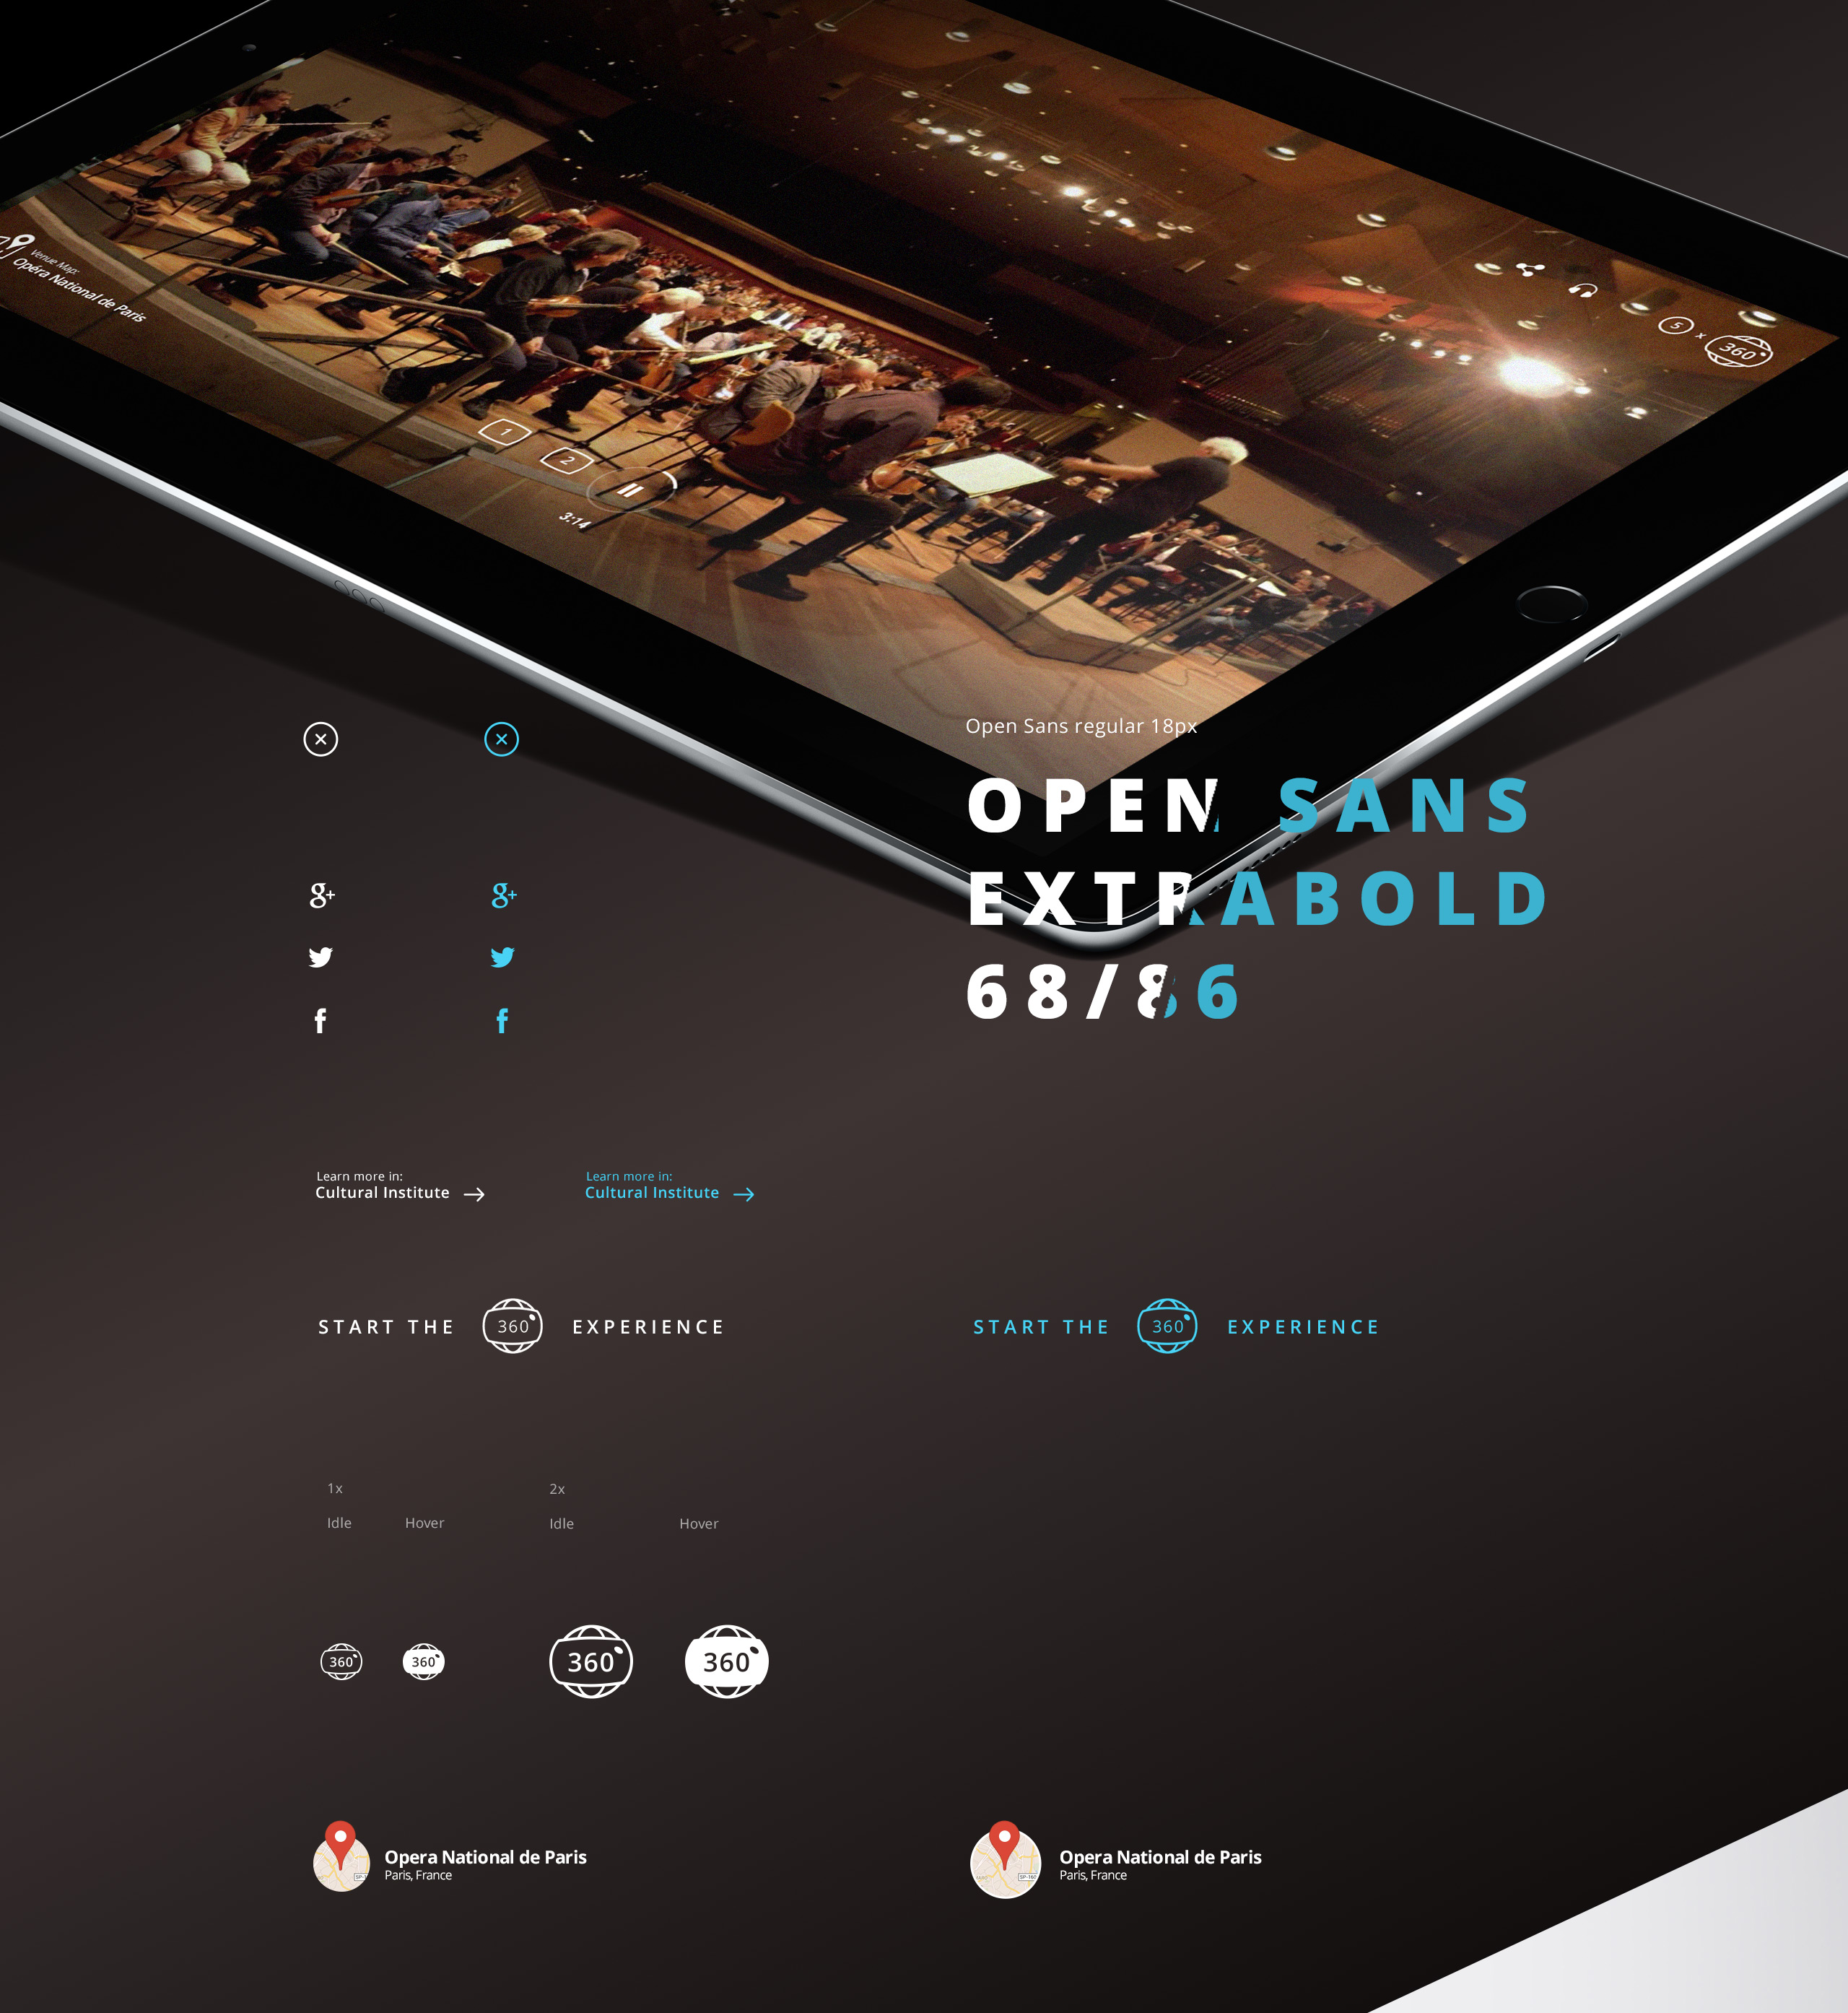 Venue Map:
Opéra National de Paris
5 x 360°
1
2
3:14
Open Sans regular 18px
OPEN SANS
EXTRABOLD
68/86
g+ g+
f f
Learn more in: Learn more in:
Cultural Institute Cultural Institute
START THE 360 EXPERIENCE START THE 360 EXPERIENCE
1x 2x
Idle Hover Idle Hover
360 360 360 360
Opera National de Paris Opera National de Paris
Paris, France Paris, France